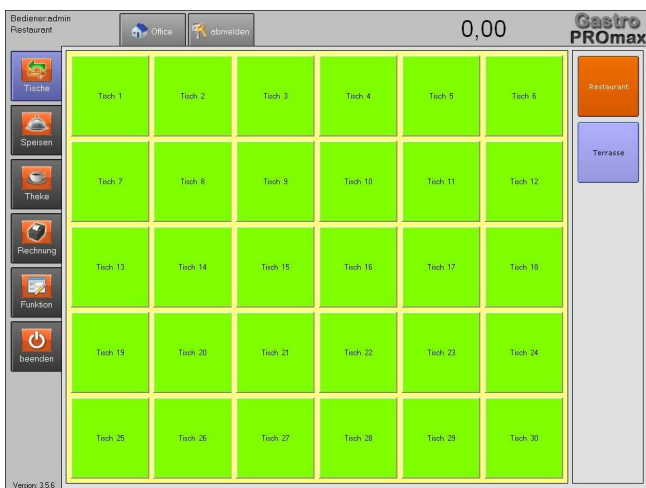 Bediener:admin
Restaurant
Office
abmelden
0,00
Gastro
PROmax
Tische
Speisen
Theke
Rechnung
Funktion
beenden
Tisch 1
Tisch 2
Tisch 3
Tisch 4
Tisch 5
Tisch 6
Tisch 7
Tisch 8
Tisch 9
Tisch 10
Tisch 11
Tisch 12
Tisch 13
Tisch 14
Tisch 15
Tisch 16
Tisch 17
Tisch 18
Tisch 19
Tisch 20
Tisch 21
Tisch 22
Tisch 23
Tisch 24
Tisch 25
Tisch 26
Tisch 27
Tisch 28
Tisch 29
Tisch 30
Restaurant
Terrasse
Version: 3.5.6